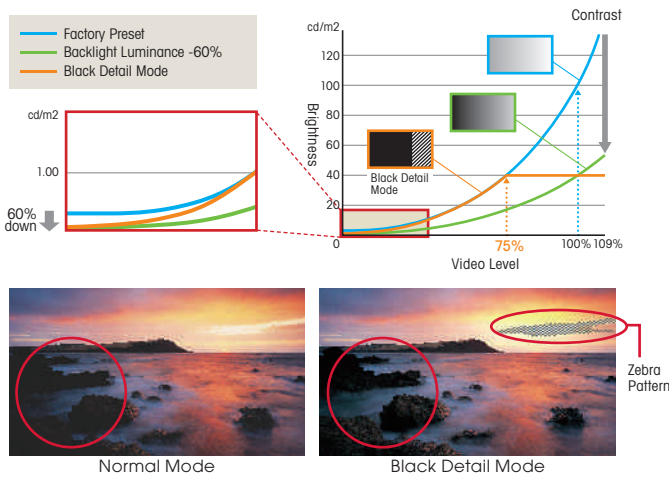 Factory Preset
Backlight Luminance -60%
Black Detail Mode
cd/m2
1.00
60%
down
Contrast
cd/m2
120
100
80
60
40
20
0
Brightness
Black Detail
Mode
75%
100%
109%
Video Level
Zebra
Pattern
Normal Mode
Black Detail Mode